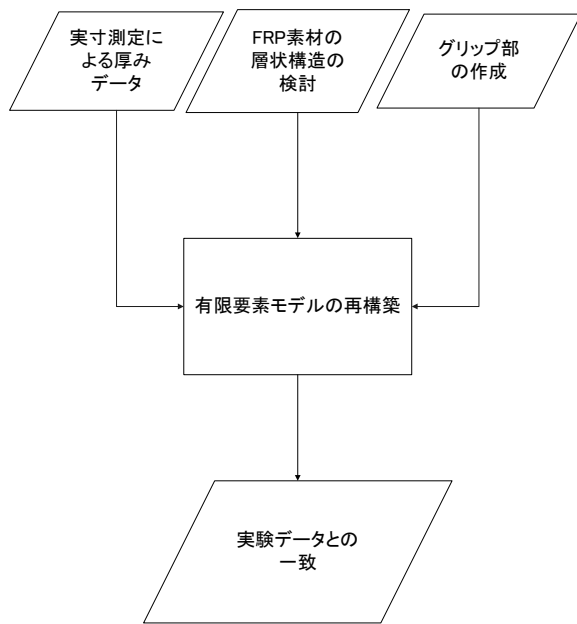 実寸測定に
よる厚み
データ
FRP素材の
層状構造の
検討
グリップ部
の作成
有限要素モデルの再構築
実験データとの
一致